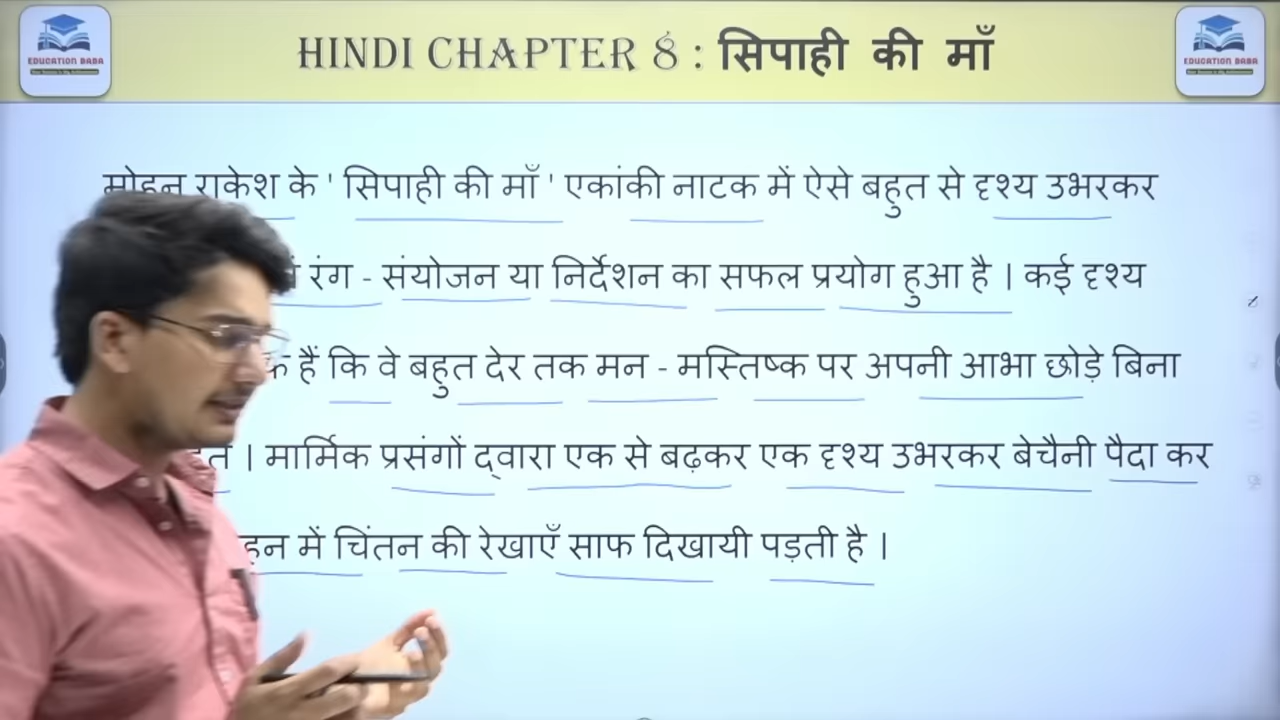 EDUCATION BABA
HINDI CHAPTER 8 : सिपाही की माँ
EDUCATION BABA
मोहन राकेश के ' सिपाही की माँ ' एकांकी नाटक में ऐसे बहुत से दृश्य उभरकर
रंग - संयोजन या निर्देशन का सफल प्रयोग हुआ है | कई दृश्य
हैं कि वे बहुत देर तक मन - मस्तिष्क पर अपनी आभा छोड़े बिना
| मार्मिक प्रसंगों द्वारा एक से बढ़कर एक दृश्य उभरकर बेचैनी पैदा कर
में चिंतन की रेखाएँ साफ दिखायी पड़ती है |